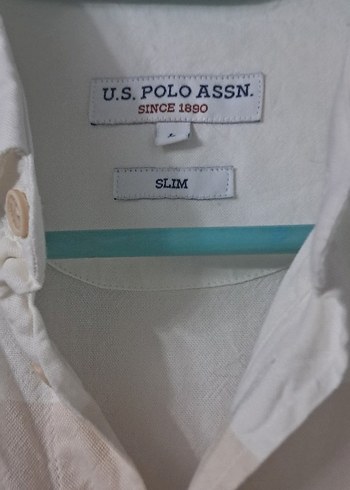 U.S. POLO ASSN.
SINCE 1890
SLIM